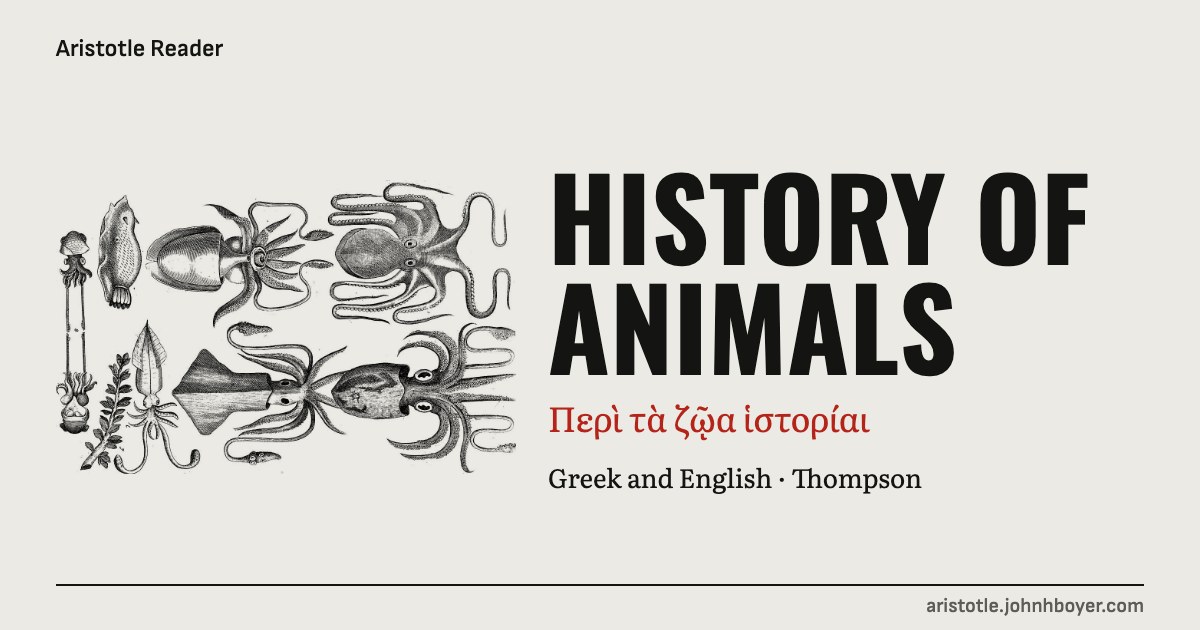 Aristotle Reader
HISTORY OF
ANIMALS
Περὶ τὰ ζῷα ἱστορίαι
Greek and English · Thompson
aristotle.johnhboyer.com